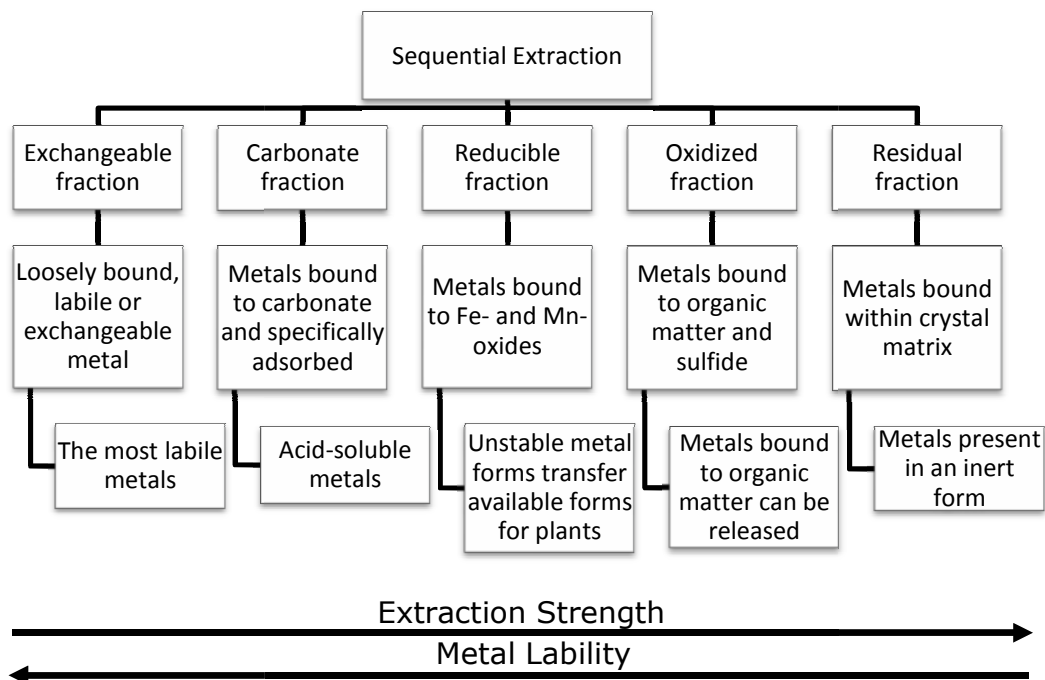 Sequential Extraction
Exchangeable
fraction
Carbonate
fraction
Reducible
fraction
Oxidized
fraction
Residual
fraction
Loosely bound,
labile or
exchangeable
metal
Metals bound
to carbonate
and specifically
adsorbed
Metals bound
to Fe- and Mn-
oxides
Metals bound
to organic
matter and
sulfide
Metals bound
within crystal
matrix
The most labile
metals
Acid-soluble
metals
Unstable metal
forms transfer
available forms
for plants
Metals bound
to organic
matter can be
released
Metals present
in an inert
form
Extraction Strength
Metal Lability